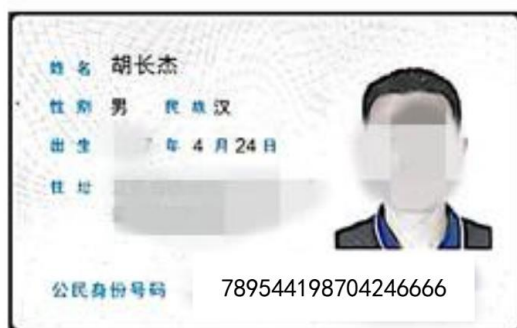 姓名 胡长杰
性别 男 民族 汉
出生 7 年 4 月 24 日
住址
公民身份号码 789544198704246666